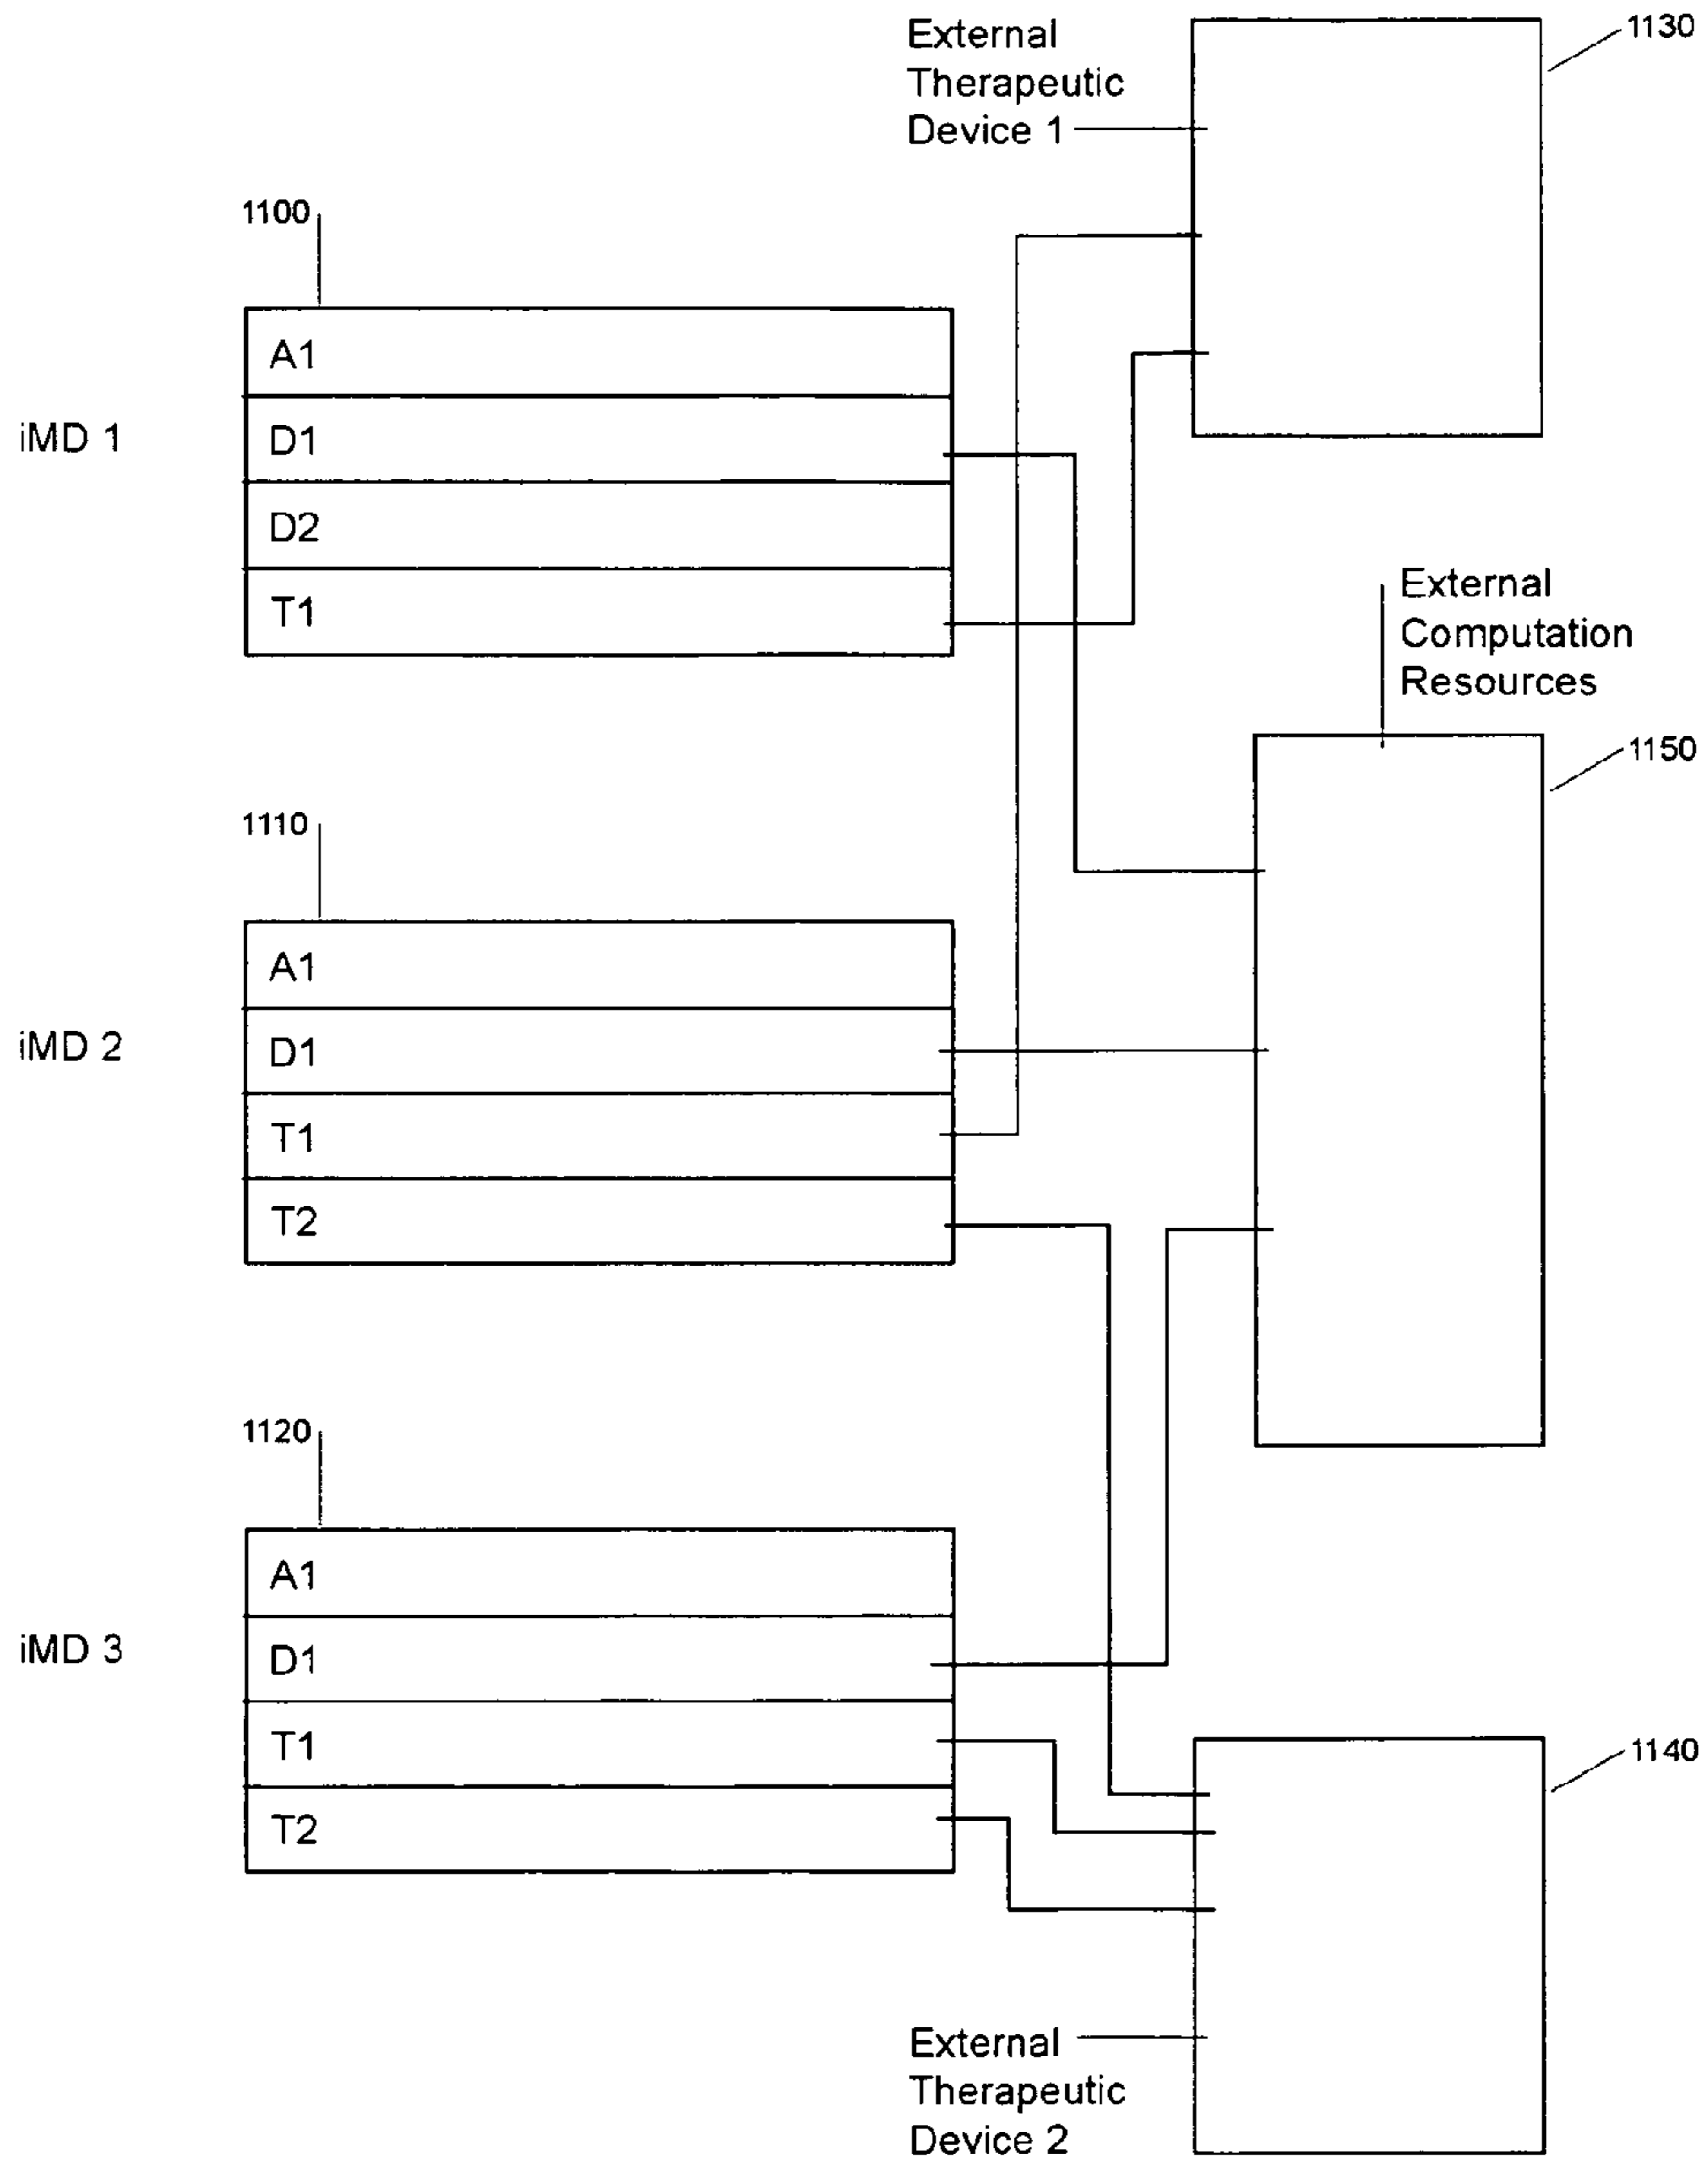 External
Therapeutic
Device 1
1130
1100
A1
D1
D2
T1
iMD 1
External
Computation
Resources
1150
1110
A1
D1
T1
T2
iMD 2
1120
A1
D1
T1
T2
iMD 3
1140
External
Therapeutic
Device 2